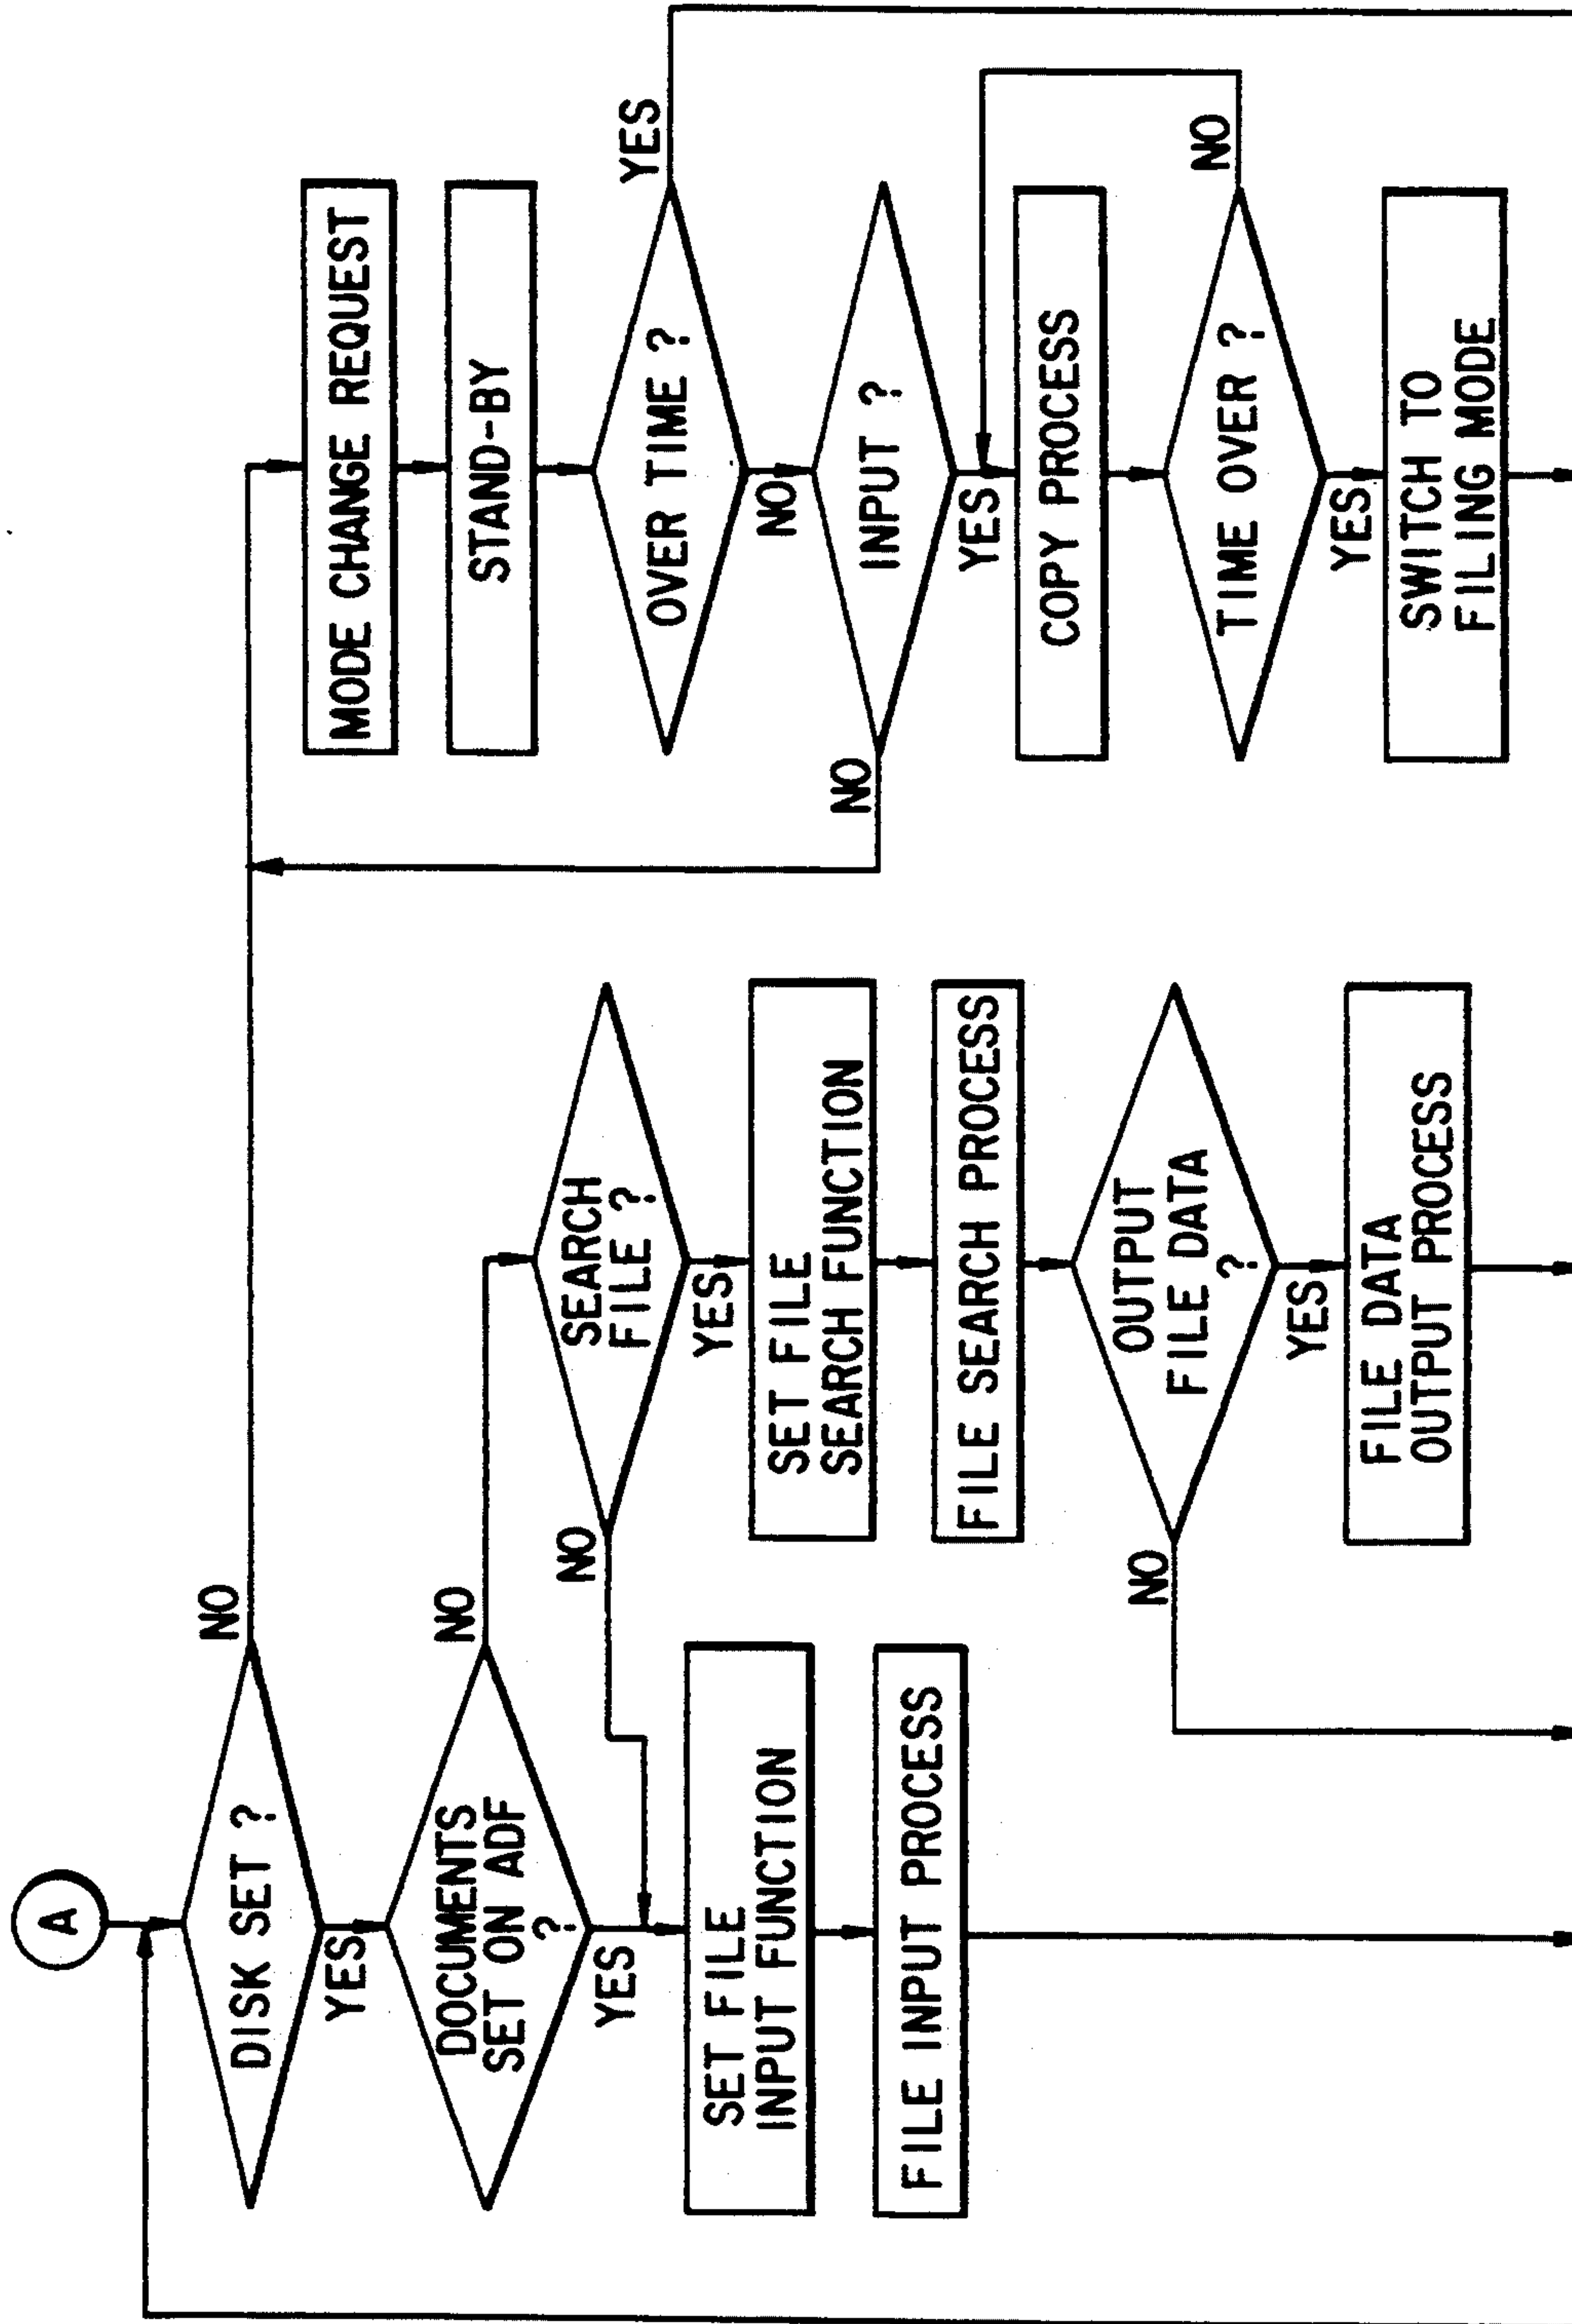 A
DISK SET ?
NO
YES
DOCUMENTS
SET ON ADF
?
NO
YES
SET FILE
INPUT FUNCTION
FILE INPUT PROCESS
SEARCH
FILE ?
NO
YES
SET FILE
SEARCH FUNCTION
FILE SEARCH PROCESS
OUTPUT
FILE DATA
?
NO
YES
FILE DATA
OUTPUT PROCESS
MODE CHANGE REQUEST
STAND-BY
OVER TIME ?
YES
NO
INPUT ?
NO
YES
COPY PROCESS
TIME OVER ?
NO
YES
SWITCH TO
FILING MODE